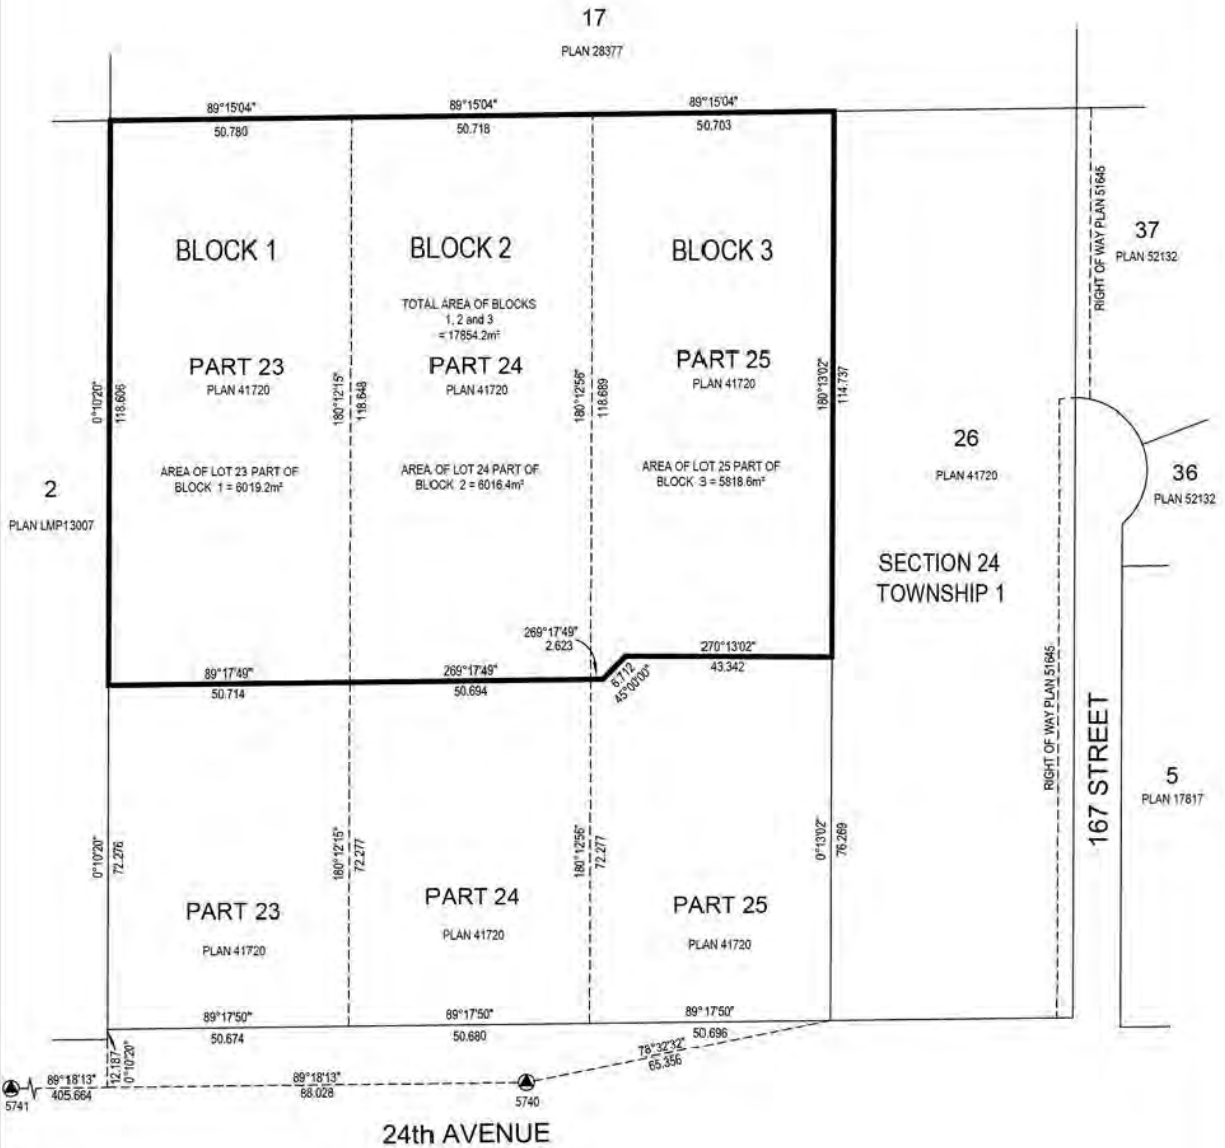 17
PLAN 28377
89°15'04"
50.780
89°15'04"
50.718
89°15'04"
50.703
BLOCK 1
BLOCK 2
BLOCK 3
TOTAL AREA OF BLOCKS
1, 2 and 3
= 17854.2m²
PART 23
PLAN 41720
PART 24
PLAN 41720
PART 25
PLAN 41720
0°10'20"
118.606
180°12'15"
118.648
180°12'56"
118.689
180°13'02"
114.737
AREA OF LOT 23 PART OF
BLOCK 1 = 6019.2m²
AREA OF LOT 24 PART OF
BLOCK 2 = 6016.4m²
AREA OF LOT 25 PART OF
BLOCK 3 = 5818.6m²
2
PLAN LMP13007
26
PLAN 41720
SECTION 24
TOWNSHIP 1
RIGHT OF WAY PLAN 51645
37
PLAN 52132
36
PLAN 52132
RIGHT OF WAY PLAN 51645
167 STREET
5
PLAN 17817
89°17'49"
50.714
269°17'49"
50.694
269°17'49"
2.623
6.712
45°00'00"
270°13'02"
43.342
0°10'20"
72.276
180°12'15"
72.277
180°12'56"
72.277
0°13'02"
76.269
PART 23
PLAN 41720
PART 24
PLAN 41720
PART 25
PLAN 41720
89°17'50"
50.674
89°17'50"
50.680
89°17'50"
50.696
12.187
0°10'20"
78°32'32"
65.356
89°18'13"
405.664
89°18'13"
88.028
5741
5740
24th AVENUE